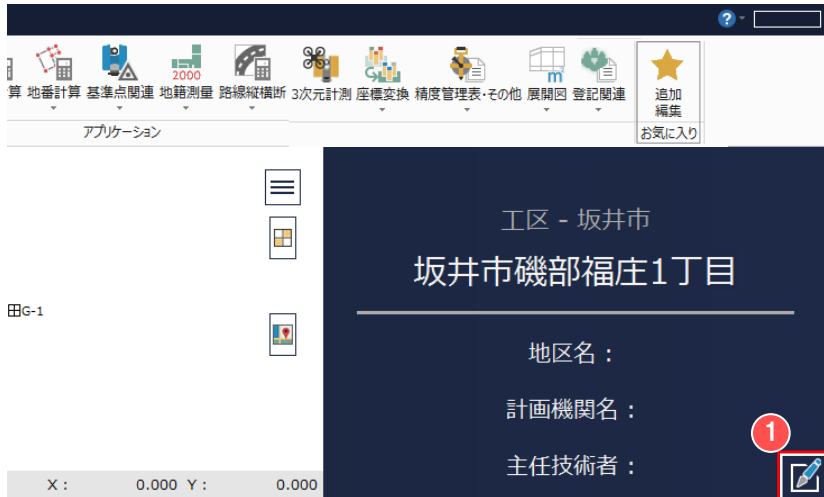 ?
算 地番計算 基準点関連 地籍測量 路線縦横断 3次元計測 座標変換 精度管理表・その他 展開図 登記関連 追加
編集
2000
m
アプリケーション お気に入り
工区 - 坂井市
坂井市磯部福庄1丁目
田G-1
地区名：
計画機関名：
1
主任技術者：
X： 0.000 Y： 0.000